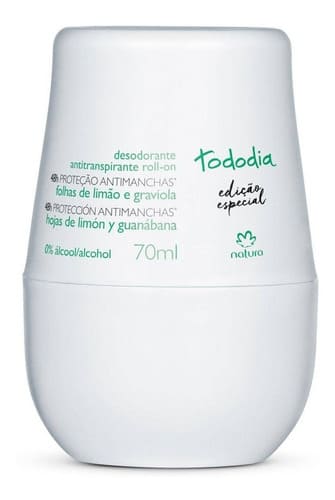 desodorante
antitranspirante roll-on
48h PROTEÇÃO ANTIMANCHAS*
folhas de limão e graviola
48h PROTECCIÓN ANTIMANCHAS*
hojas de limón y guanábana
0% álcool/alcohol 70ml
tododia
edição
especial
natura